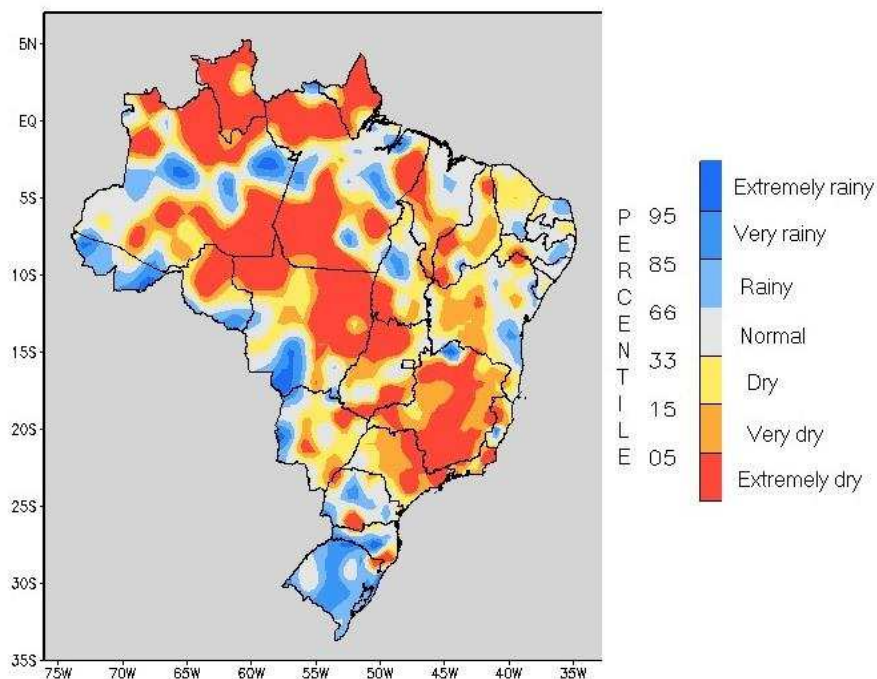 5N
EQ
5S
10S
15S
20S
25S
30S
35S
75W 70W 65W 60W 55W 50W 45W 40W 35W
PERCENTILE
95
85
66
33
15
05
Extremely rainy
Very rainy
Rainy
Normal
Dry
Very dry
Extremely dry